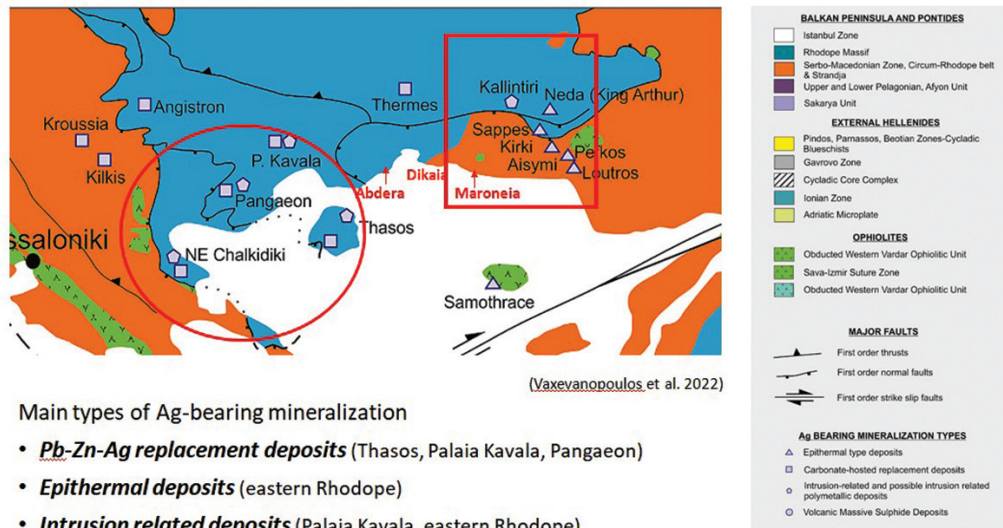 Kallintiri
Neda (King Arthur)
Thermes
Angistron
Kroussia
Sappes
Kirki
Aisymi
Pefkos
Loutros
P. Kavala
Kilkis
Dikaia
Abdera
Maroneia
Pangaeon
Thasos
ssaloniki
NE Chalkidiki
Samothrace
(Vaxevanopoulos et al. 2022)
Main types of Ag-bearing mineralization
• Pb-Zn-Ag replacement deposits (Thasos, Palaia Kavala, Pangaeon)
• Epithermal deposits (eastern Rhodope)
• Intrusion related deposits (Palaia Kavala, eastern Rhodope)
BALKAN PENINSULA AND PONTIDES
Istanbul Zone
Rhodope Massif
Serbo-Macedonian Zone, Circum-Rhodope belt
& Strandja
Upper and Lower Pelagonian, Afyon Unit
Sakarya Unit
EXTERNAL HELLENIDES
Pindos, Parnassos, Beotian Zones-Cycladic
Blueschists
Gavrovo Zone
Cycladic Core Complex
Ionian Zone
Adriatic Microplate
OPHIOLITES
Obducted Western Vardar Ophiolitic Unit
Sava-Izmir Suture Zone
Obducted Western Vardar Ophiolitic Unit
MAJOR FAULTS
First order thrusts
First order normal faults
First order strike slip faults
Ag BEARING MINERALIZATION TYPES
Epithermal type deposits
Carbonate-hosted replacement deposits
Intrusion-related and possible intrusion related
polymetallic deposits
Volcanic Massive Sulphide Deposits